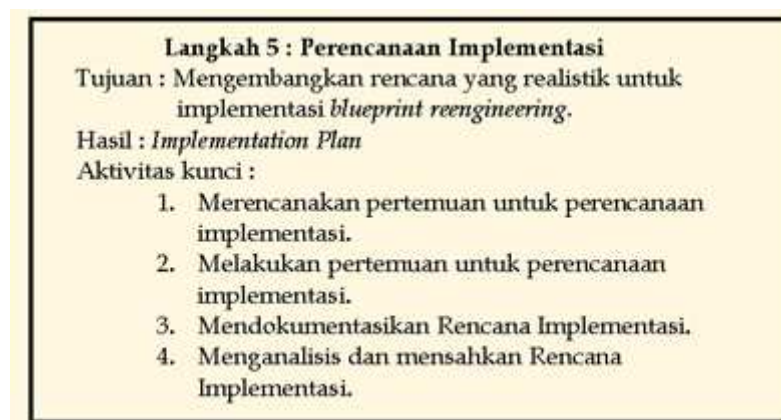 Langkah 5 : Perencanaan Implementasi
Tujuan : Mengembangkan rencana yang realistik untuk
implementasi blueprint reengineering.
Hasil : Implementation Plan
Aktivitas kunci :
1. Merencanakan pertemuan untuk perencanaan
implementasi.
2. Melakukan pertemuan untuk perencanaan
implementasi.
3. Mendokumentasikan Rencana Implementasi.
4. Menganalisis dan mensahkan Rencana
Implementasi.